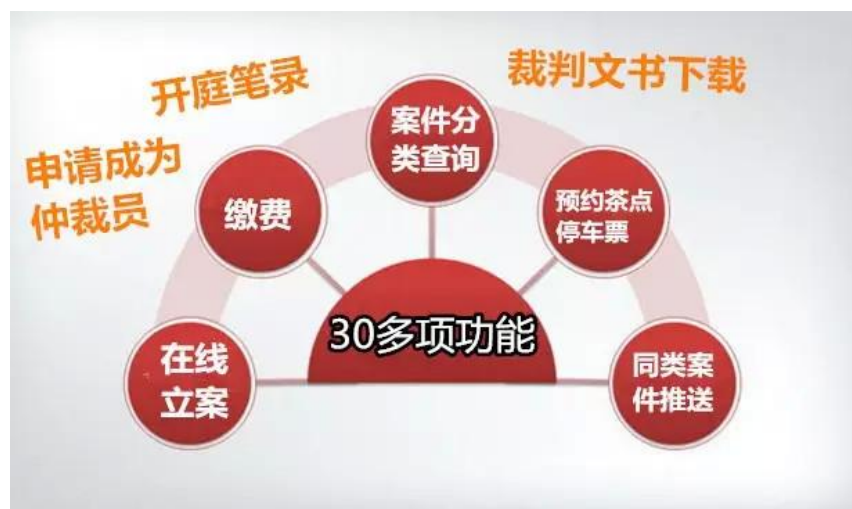 开庭笔录
裁判文书下载
申请成为
仲裁员
案件分
类查询
缴费
预约茶点
停车票
30多项功能
在线
立案
同类案
件推送